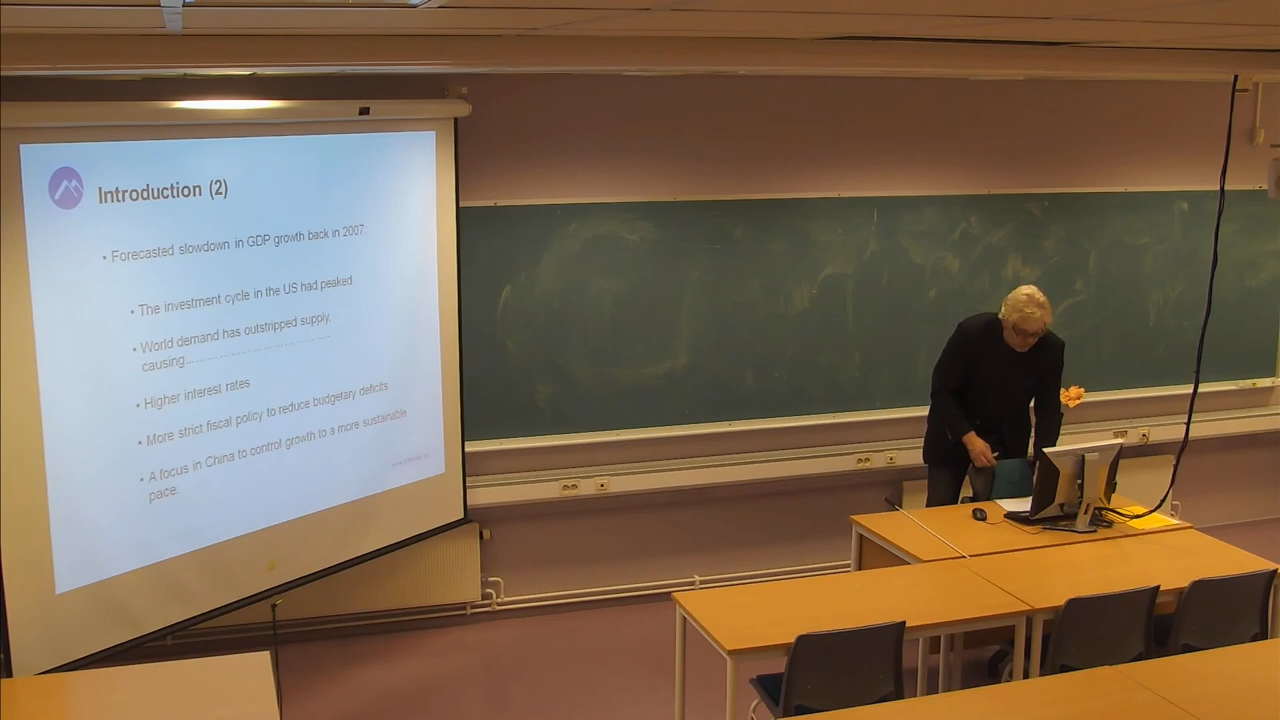 Introduction (2)
• Forecasted slowdown in GDP growth back in 2007:
• The investment cycle in the US had peaked
• World demand has outstripped supply,
causing……………………………
• Higher interest rates
• More strict fiscal policy to reduce budgetary deficits
• A focus in China to control growth to a more sustainable
pace.